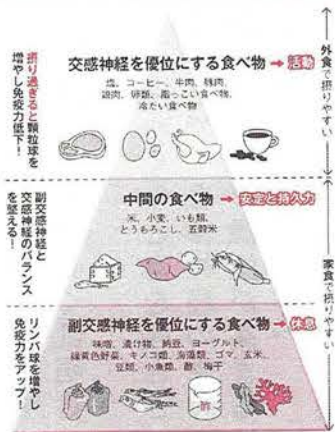 交感神経を優位にする食べ物 → 活動
塩、コーヒー、牛肉、豚肉、
鶏肉、卵類、脂っこい食べ物、
冷たい食べ物
摂り過ぎると顆粒球を
増やし免疫力低下！
外食で摂りやすい
中間の食べ物 → 安定と持久力
米、小麦、いも類、
とうもろこし、五穀米
副交感神経と
交感神経のバランス
を整える！
家食で摂りやすい
副交感神経を優位にする食べ物 → 休息
味噌、漬け物、納豆、ヨーグルト、
緑黄色野菜、キノコ類、海藻類、ゴマ、玄米、
豆類、小魚類、酢、梅干
リンパ球を増やし
免疫力をアップ！
酢